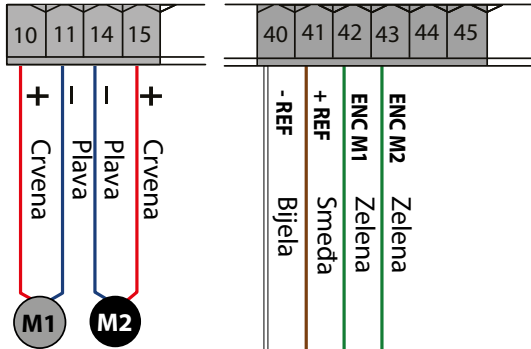 10 11 14 15
40 41 42 43 44 45
+ − − +
Crvena
Plava
Plava
Crvena
- REF
+ REF
ENC M1
ENC M2
Bijela
Smeđa
Zelena
Zelena
M1 M2